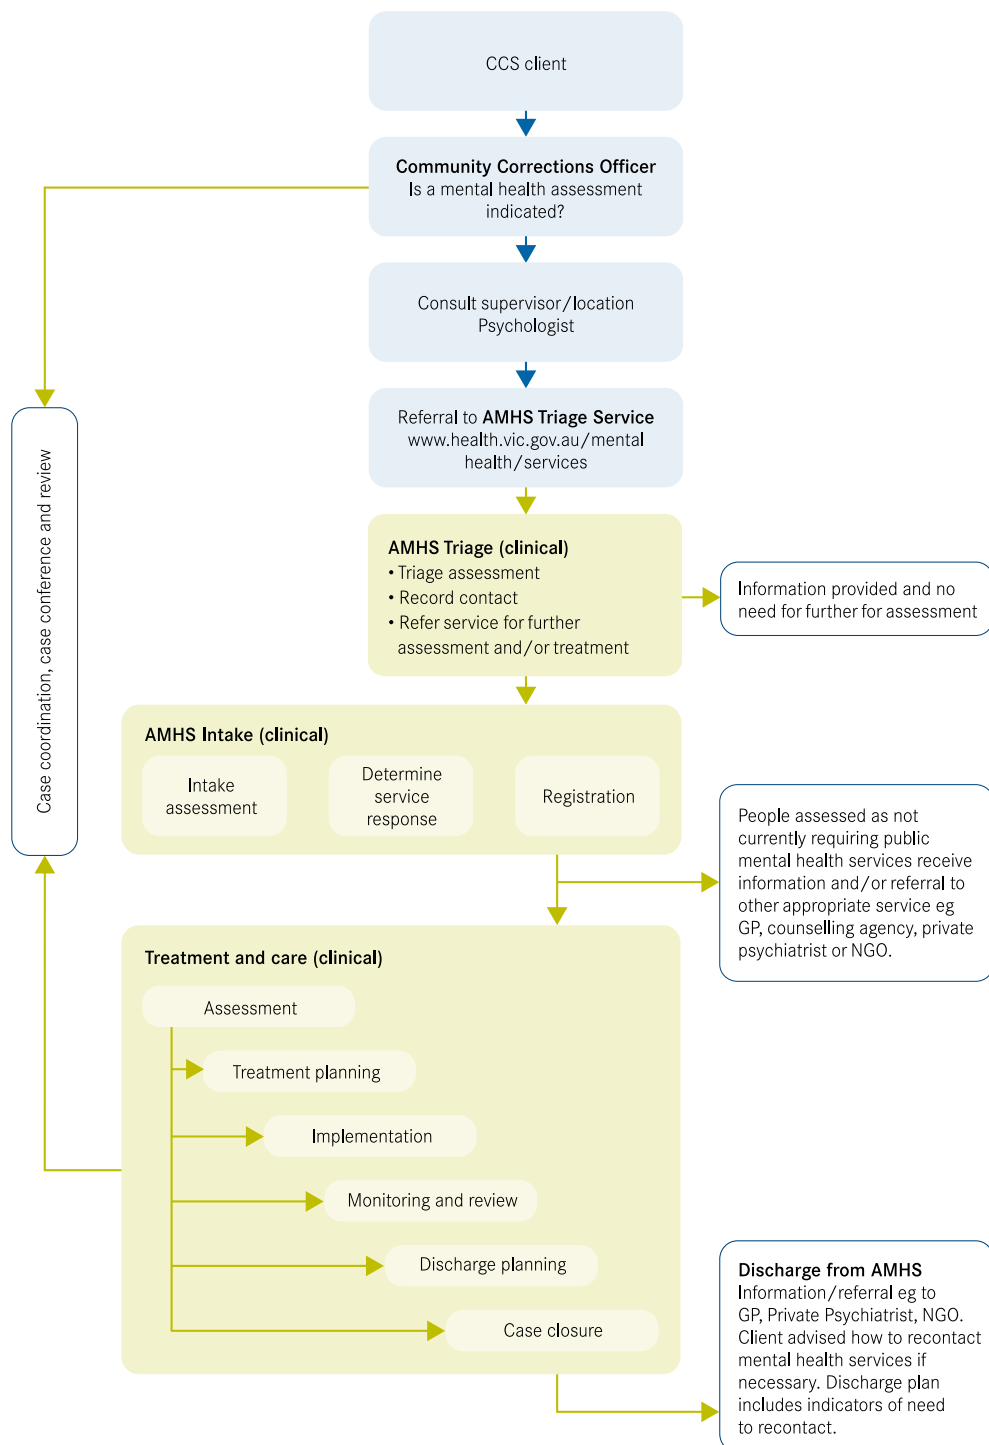 CCS client
Community Corrections Officer
Is a mental health assessment
indicated?
Consult supervisor/location
Psychologist
Referral to AMHS Triage Service
www.health.vic.gov.au/mental
health/services
Case coordination, case conference and review
AMHS Triage (clinical)
• Triage assessment
• Record contact
• Refer service for further
assessment and/or treatment
Information provided and no
need for further for assessment
AMHS Intake (clinical)
Intake
assessment
Determine
service
response
Registration
People assessed as not
currently requiring public
mental health services receive
information and/or referral to
other appropriate service eg
GP, counselling agency, private
psychiatrist or NGO.
Treatment and care (clinical)
Assessment
Treatment planning
Implementation
Monitoring and review
Discharge planning
Case closure
Discharge from AMHS
Information/referral eg to
GP, Private Psychiatrist, NGO.
Client advised how to recontact
mental health services if
necessary. Discharge plan
includes indicators of need
to recontact.